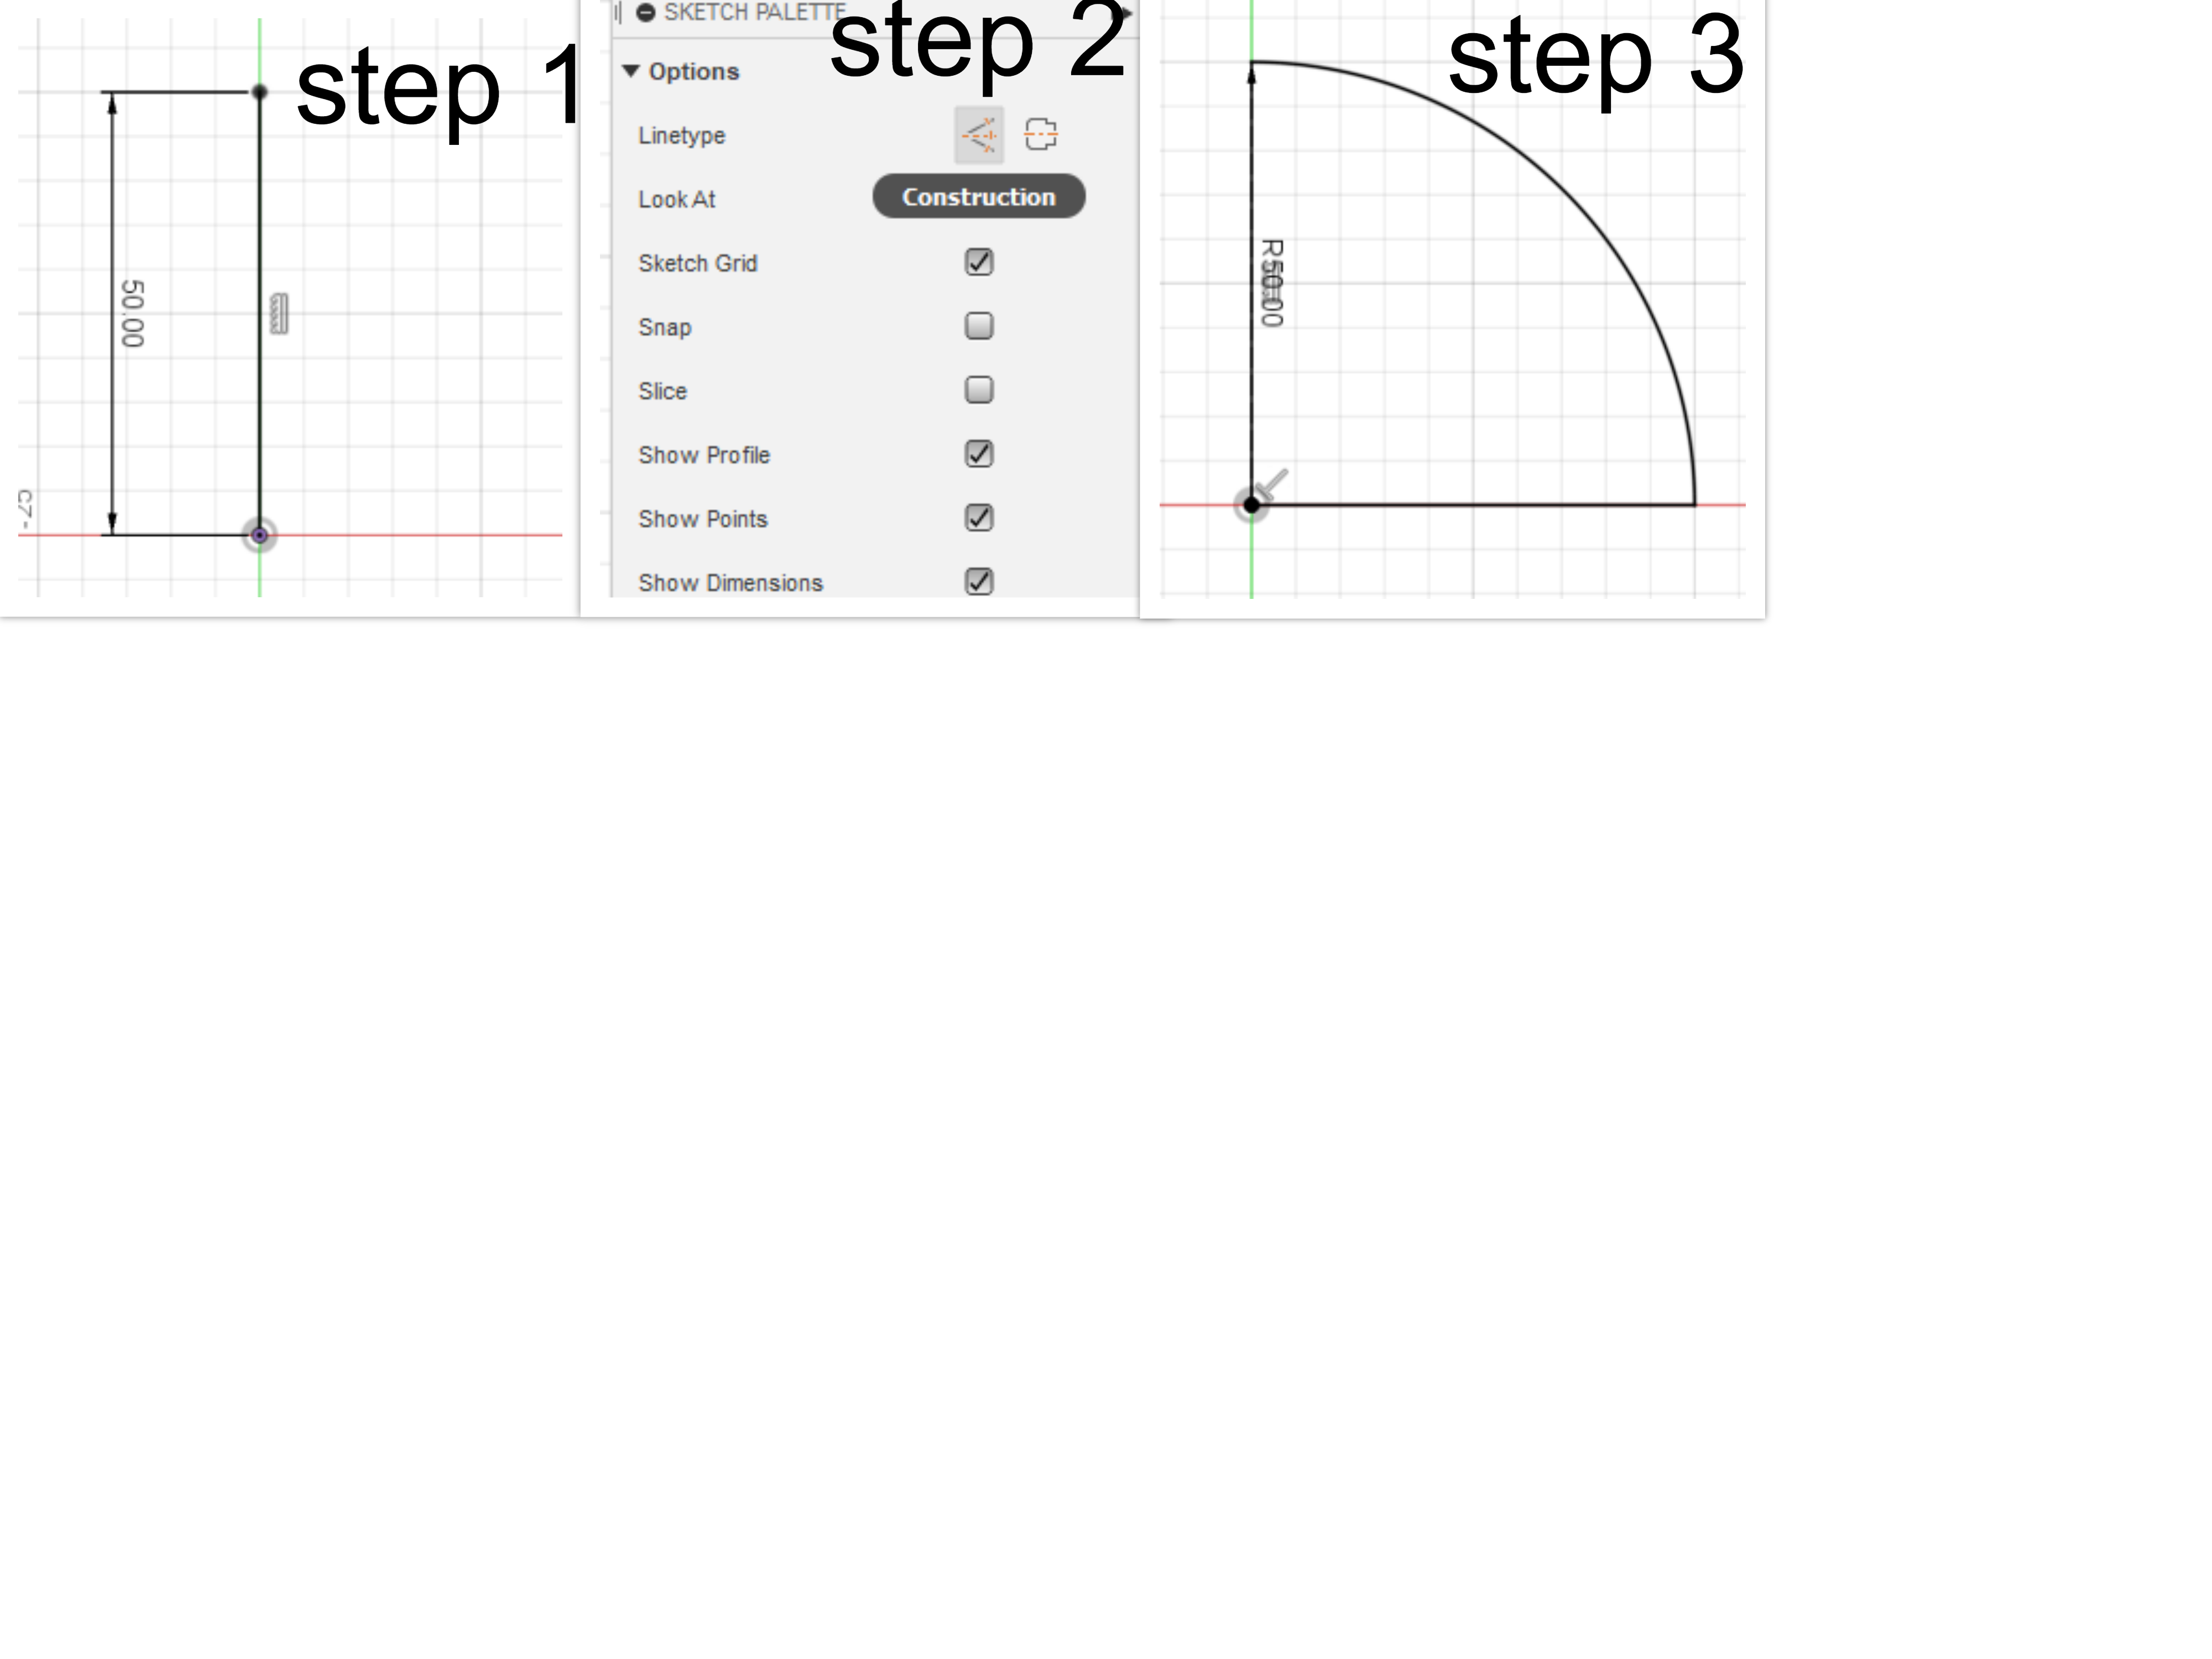 step 1
50.00
SKETCH PALETTE
step 2
Options
Linetype
Look At
Construction
Sketch Grid
Snap
Slice
Show Profile
Show Points
Show Dimensions
step 3
R50.00